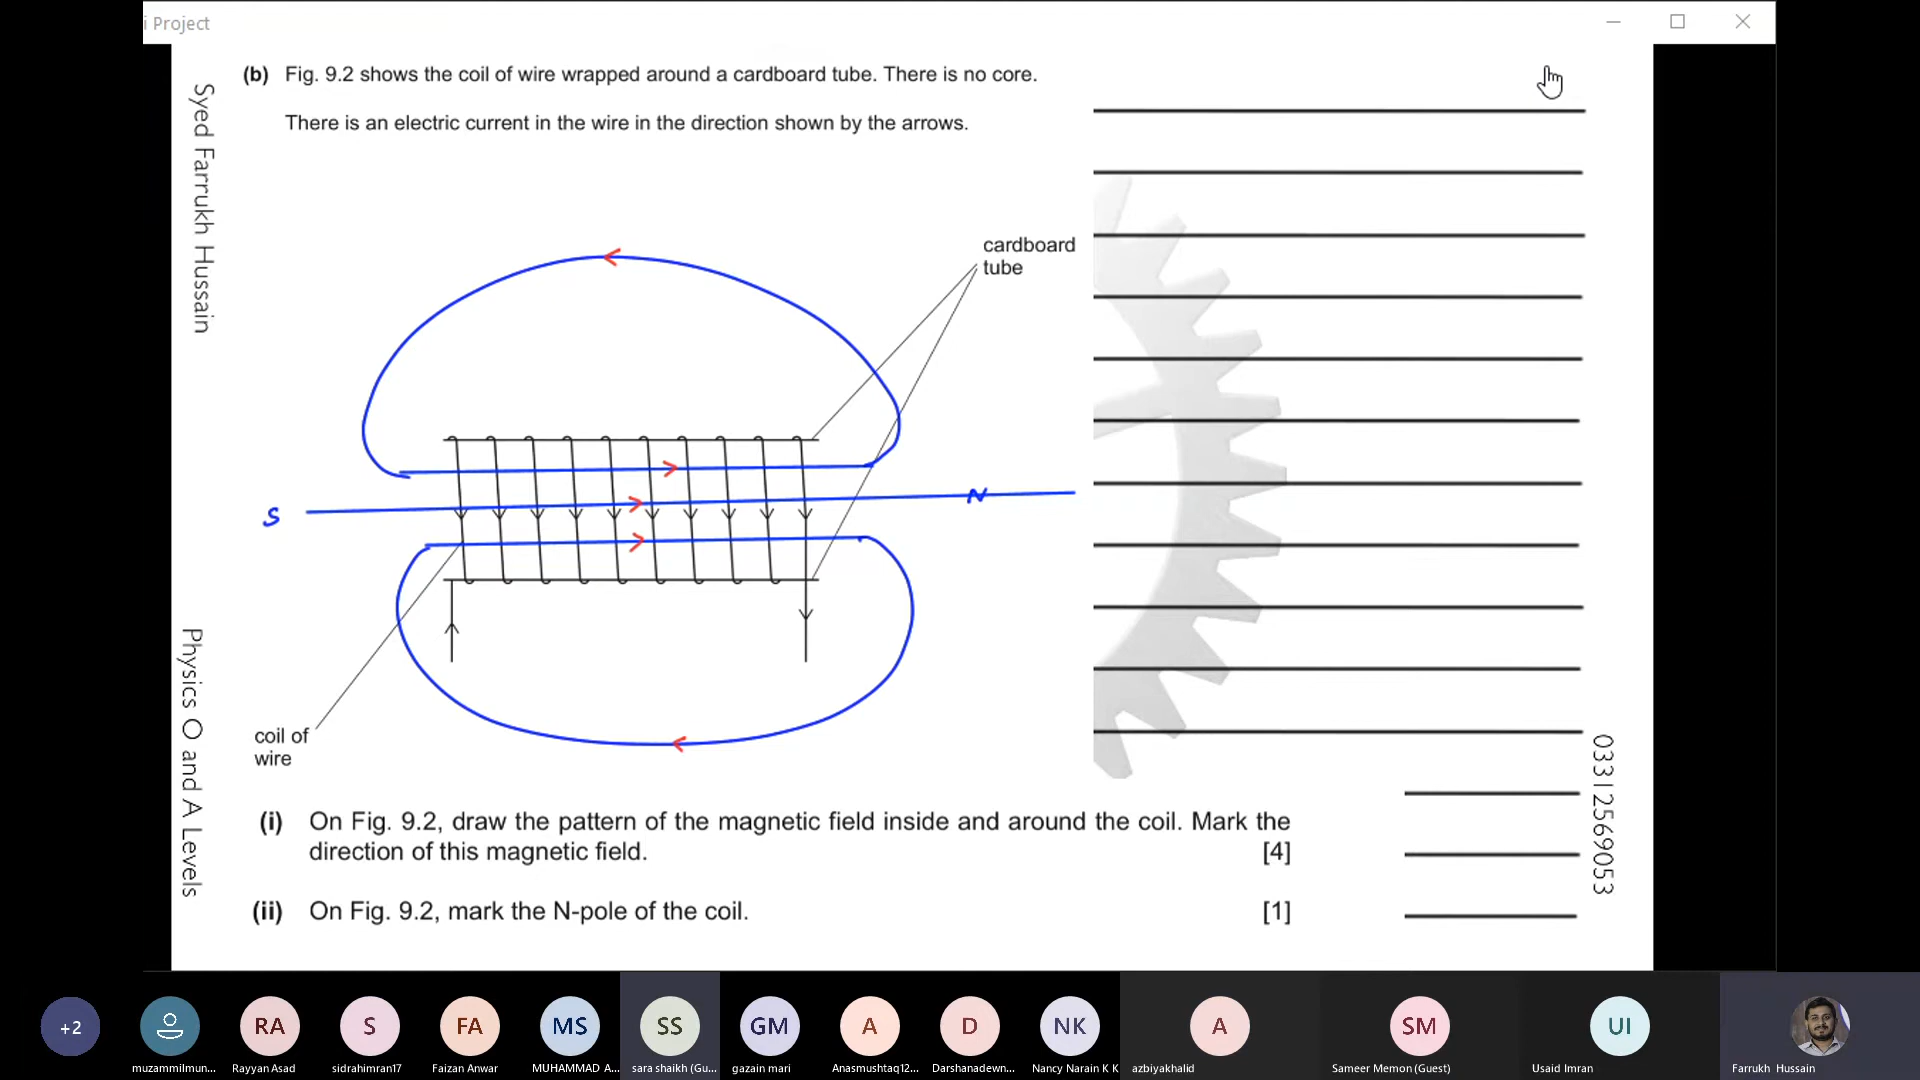 i Project
(b) Fig. 9.2 shows the coil of wire wrapped around a cardboard tube. There is no core.
There is an electric current in the wire in the direction shown by the arrows.
Syed Farrukh Hussain
Physics O and A Levels
cardboard
tube
S
N
coil of
wire
03312569053
(i) On Fig. 9.2, draw the pattern of the magnetic field inside and around the coil. Mark the
direction of this magnetic field. [4]
(ii) On Fig. 9.2, mark the N-pole of the coil. [1]
+2
RA
S
FA
MS
SS
GM
A
D
NK
A
SM
UI
muzammilmun...
Rayyan Asad
sidrahimran17
Faizan Anwar
MUHAMMAD A...
sara shaikh (Gu...
gazain mari
Anasmushtaq12...
Darshanadewn...
Nancy Narain K K
azbiyakhalid
Sameer Memon (Guest)
Usaid Imran
Farrukh Hussain